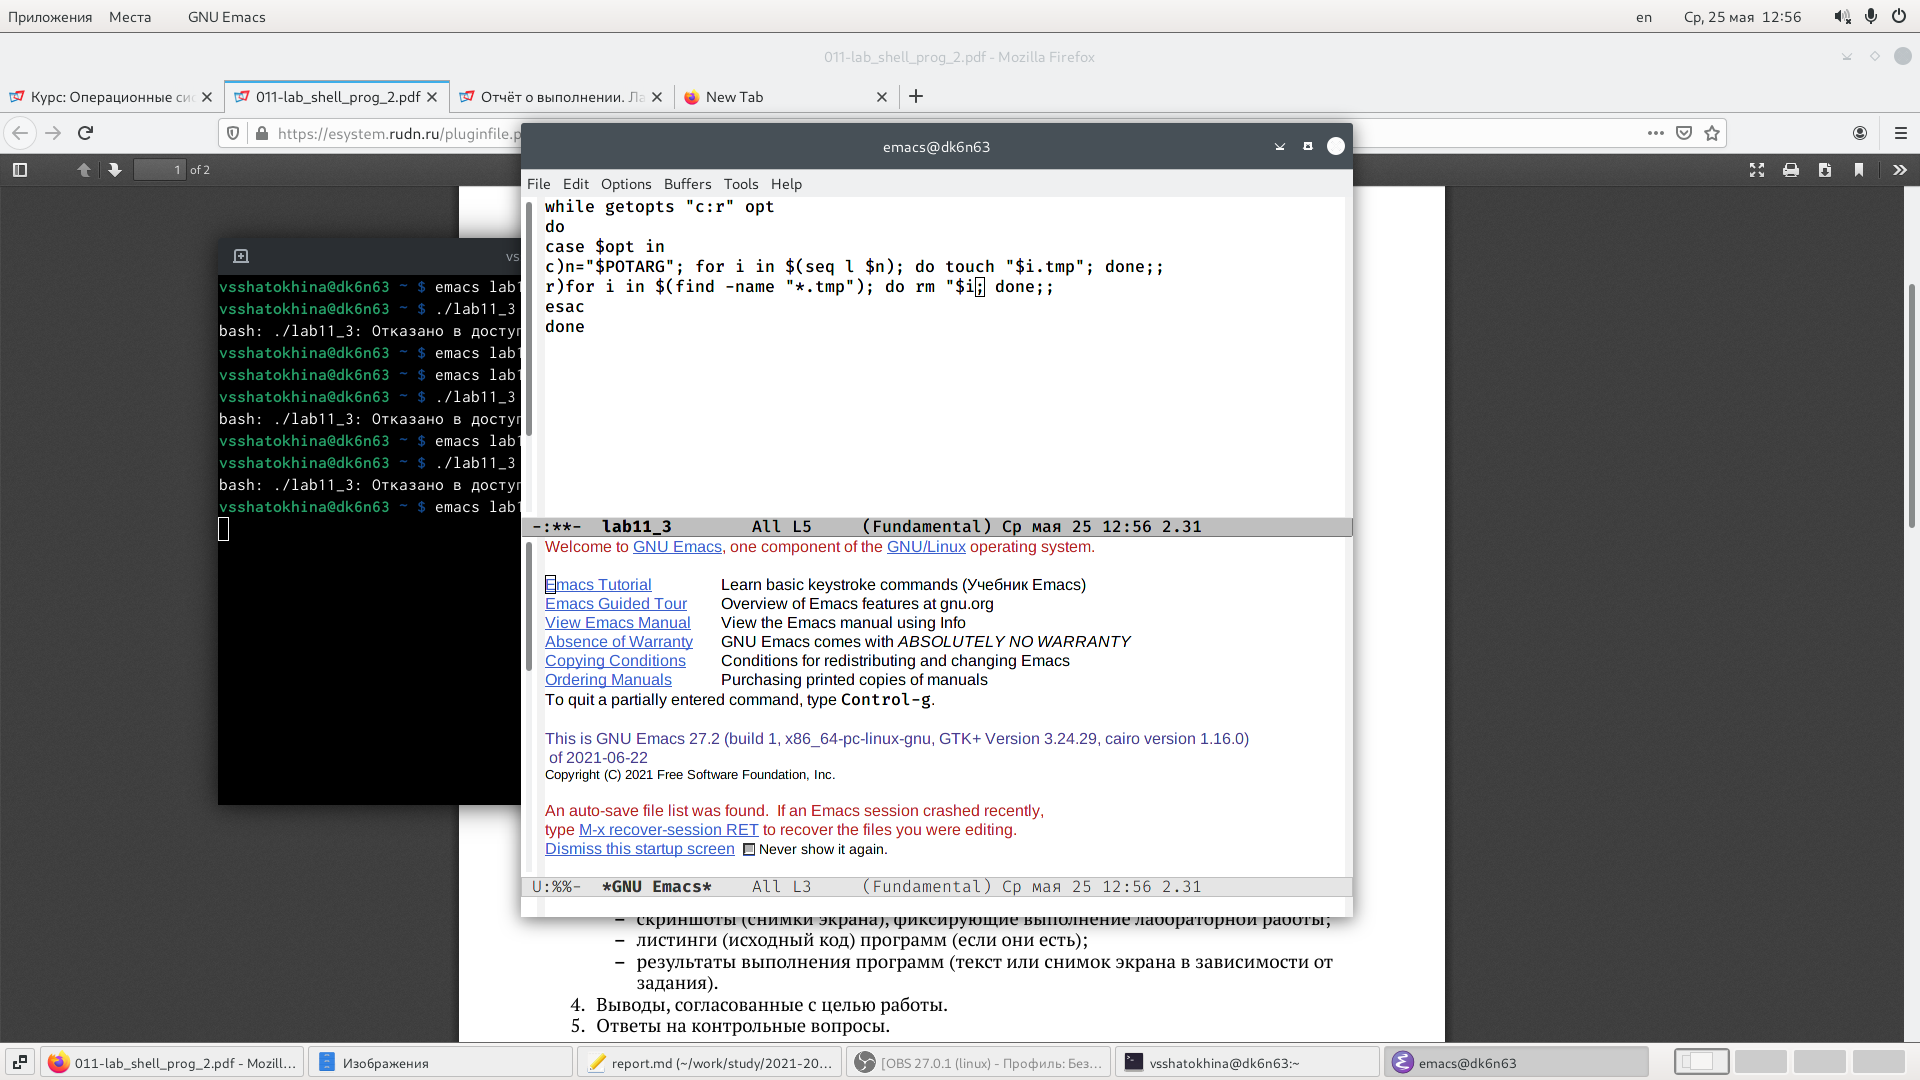 Приложения Места GNU Emacs en Ср, 25 мая 12:56
011-lab_shell_prog_2.pdf - Mozilla Firefox
Курс: Операционные си 011-lab_shell_prog_2.pdf Отчёт о выполнении. Ла New Tab
https://esystem.rudn.ru/pluginfile.p
1 of 2
vs
vsshatokhina@dk6n63 ~ $ emacs lab1
vsshatokhina@dk6n63 ~ $ ./lab11_3
bash: ./lab11_3: Отказано в доступ
vsshatokhina@dk6n63 ~ $ emacs lab1
vsshatokhina@dk6n63 ~ $ emacs lab1
vsshatokhina@dk6n63 ~ $ ./lab11_3
bash: ./lab11_3: Отказано в доступ
vsshatokhina@dk6n63 ~ $ emacs lab1
vsshatokhina@dk6n63 ~ $ ./lab11_3
bash: ./lab11_3: Отказано в доступ
vsshatokhina@dk6n63 ~ $ emacs lab1
emacs@dk6n63
File Edit Options Buffers Tools Help
while getopts "c:r" opt
do
case $opt in
c)n="$POTARG"; for i in $(seq l $n); do touch "$i.tmp"; done;;
r)for i in $(find -name "*.tmp"); do rm "$i; done;;
esac
done
-:**- lab11_3 All L5 (Fundamental) Ср мая 25 12:56 2.31
Welcome to GNU Emacs, one component of the GNU/Linux operating system.
Emacs Tutorial Learn basic keystroke commands (Учебник Emacs)
Emacs Guided Tour Overview of Emacs features at gnu.org
View Emacs Manual View the Emacs manual using Info
Absence of Warranty GNU Emacs comes with ABSOLUTELY NO WARRANTY
Copying Conditions Conditions for redistributing and changing Emacs
Ordering Manuals Purchasing printed copies of manuals
To quit a partially entered command, type Control-g.
This is GNU Emacs 27.2 (build 1, x86_64-pc-linux-gnu, GTK+ Version 3.24.29, cairo version 1.16.0)
of 2021-06-22
Copyright (C) 2021 Free Software Foundation, Inc.
An auto-save file list was found. If an Emacs session crashed recently,
type M-x recover-session RET to recover the files you were editing.
Dismiss this startup screen Never show it again.
U:%%- *GNU Emacs* All L3 (Fundamental) Ср мая 25 12:56 2.31
– скриншоты (снимки экрана), фиксирующие выполнение лабораторной работы;
– листинги (исходный код) программ (если они есть);
– результаты выполнения программ (текст или снимок экрана в зависимости от
задания).
4. Выводы, согласованные с целью работы.
5. Ответы на контрольные вопросы.
011-lab_shell_prog_2.pdf - Mozill... Изображения report.md (~/work/study/2021-20... [OBS 27.0.1 (linux) - Профиль: Без... vsshatokhina@dk6n63:~ emacs@dk6n63